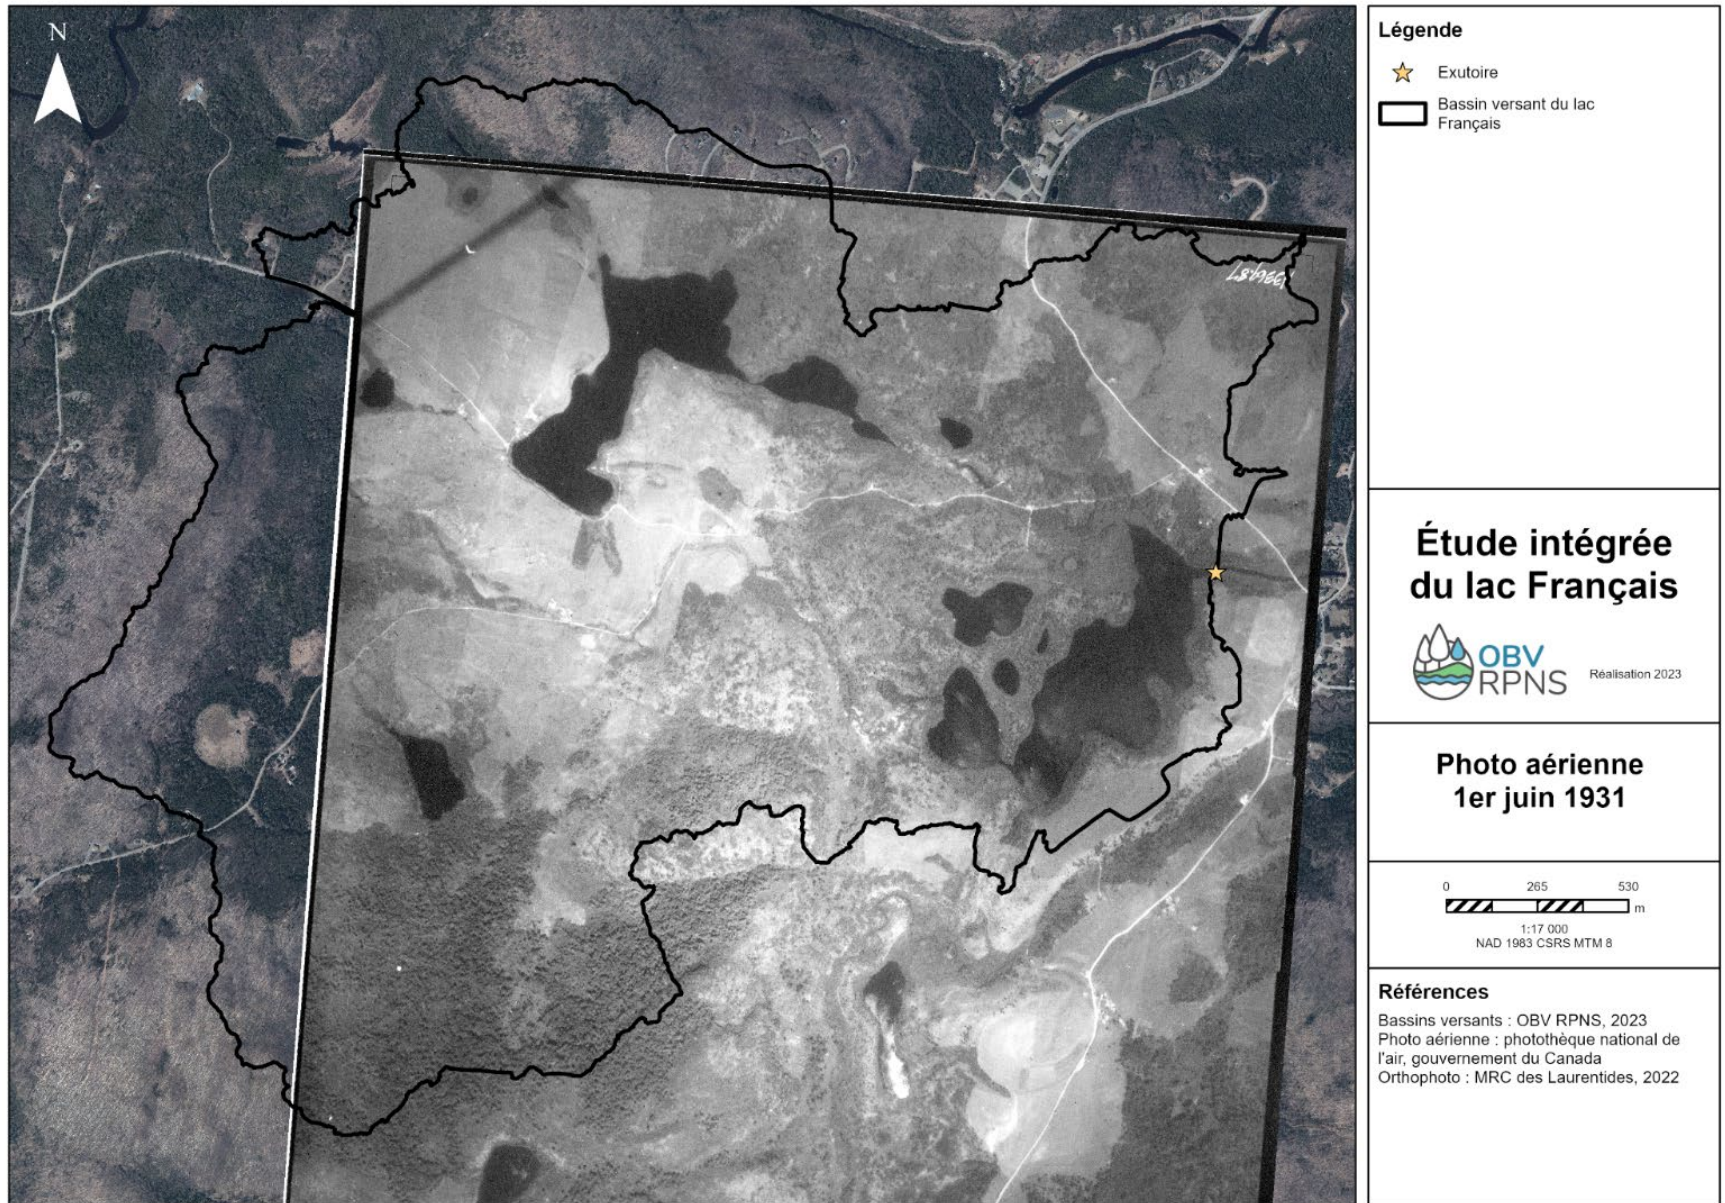 N
Légende
Exutoire
Bassin versant du lac
Français
Étude intégrée
du lac Français
OBV
RPNS
Réalisation 2023
Photo aérienne
1er juin 1931
0 265 530
m
1:17 000
NAD 1983 CSRS MTM 8
Références
Bassins versants : OBV RPNS, 2023
Photo aérienne : photothèque national de
l'air, gouvernement du Canada
Orthophoto : MRC des Laurentides, 2022